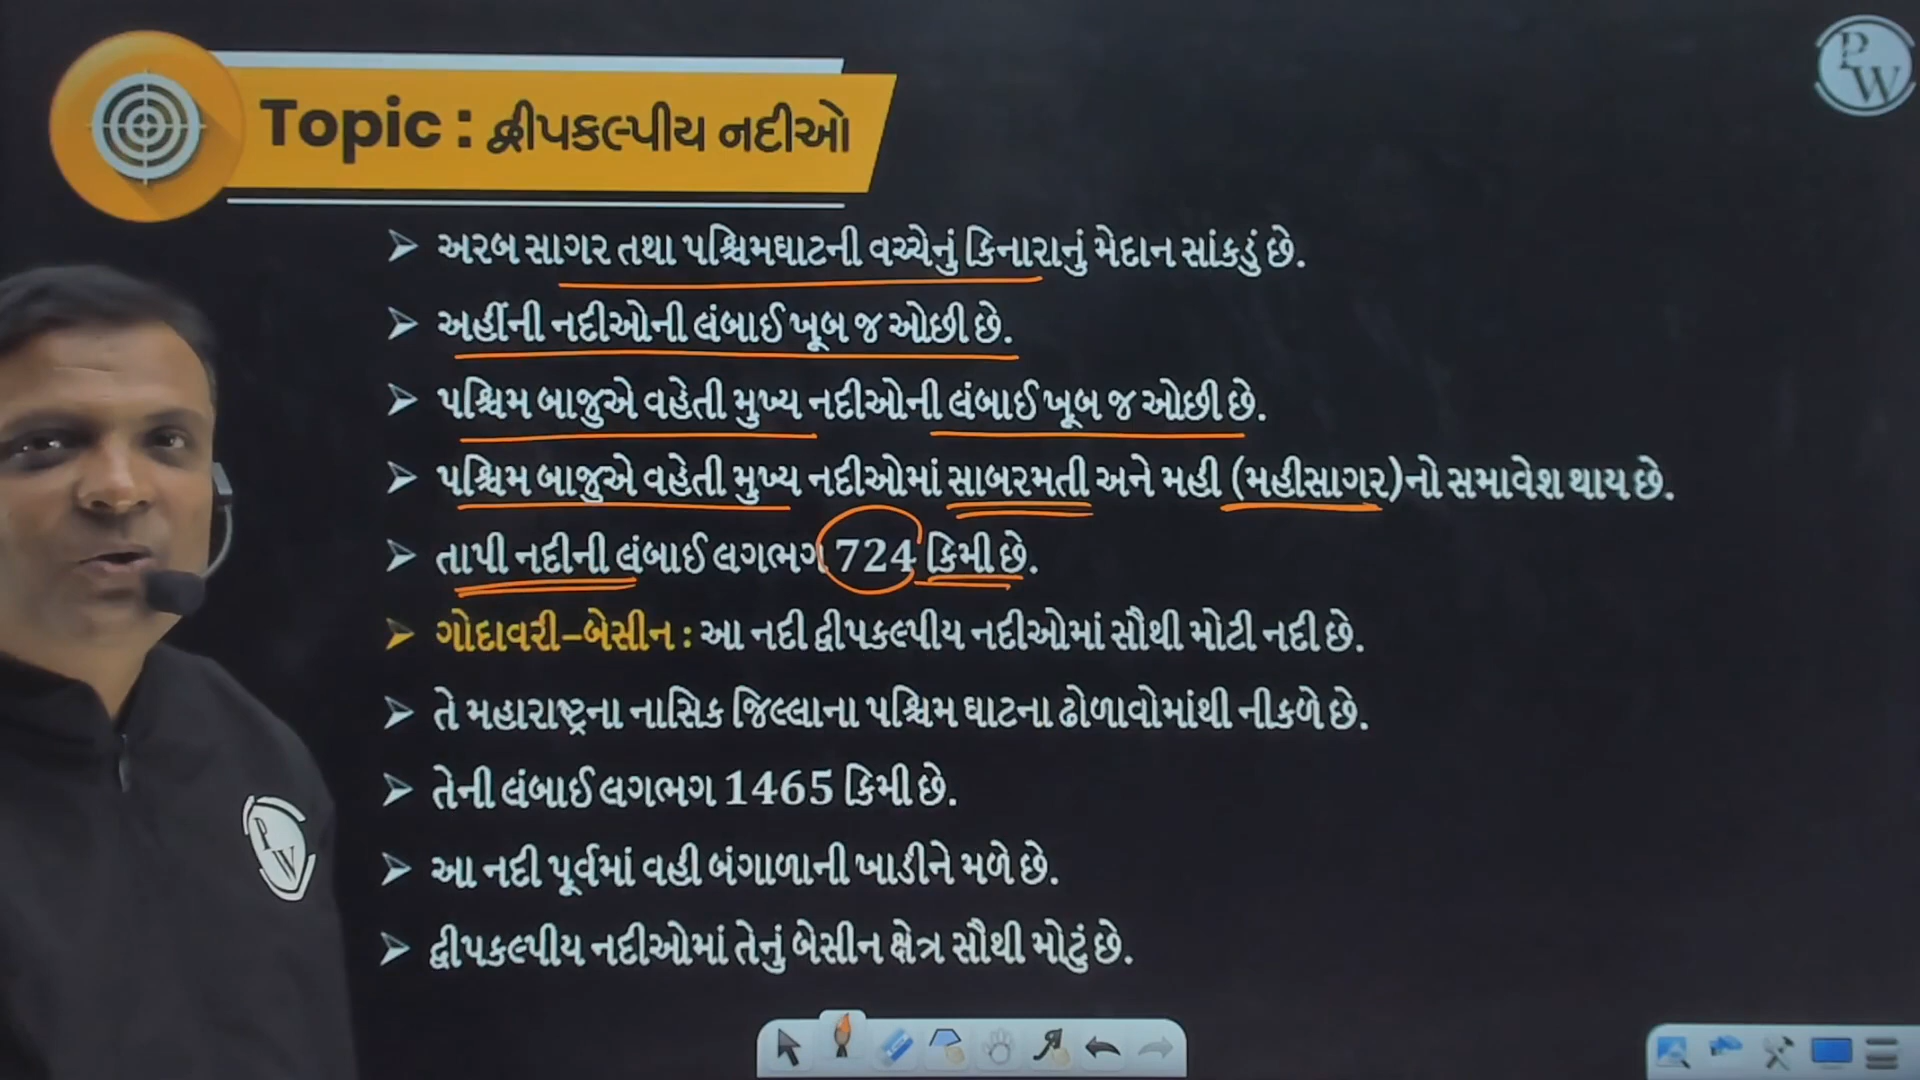 Topic : દ્વીપકલ્પીય નદીઓ
PW
અરબ સાગર તથા પશ્ચિમઘાટની વચ્ચેનું કિનારાનું મેદાન સાંકડું છે.
અહીંની નદીઓની લંબાઈ ખૂબ જ ઓછી છે.
પશ્ચિમ બાજુએ વહેતી મુખ્ય નદીઓની લંબાઈ ખૂબ જ ઓછી છે.
પશ્ચિમ બાજુએ વહેતી મુખ્ય નદીઓમાં સાબરમતી અને મહી (મહીસાગર)નો સમાવેશ થાય છે.
તાપી નદીની લંબાઈ લગભગ 724 કિમી છે.
ગોદાવરી–બેસીન : આ નદી દ્વીપકલ્પીય નદીઓમાં સૌથી મોટી નદી છે.
તે મહારાષ્ટ્રના નાસિક જિલ્લાના પશ્ચિમ ઘાટના ઢોળાવોમાંથી નીકળે છે.
તેની લંબાઈ લગભગ 1465 કિમી છે.
PW
આ નદી પૂર્વમાં વહી બંગાળાની ખાડીને મળે છે.
દ્વીપકલ્પીય નદીઓમાં તેનું બેસીન ક્ષેત્ર સૌથી મોટું છે.